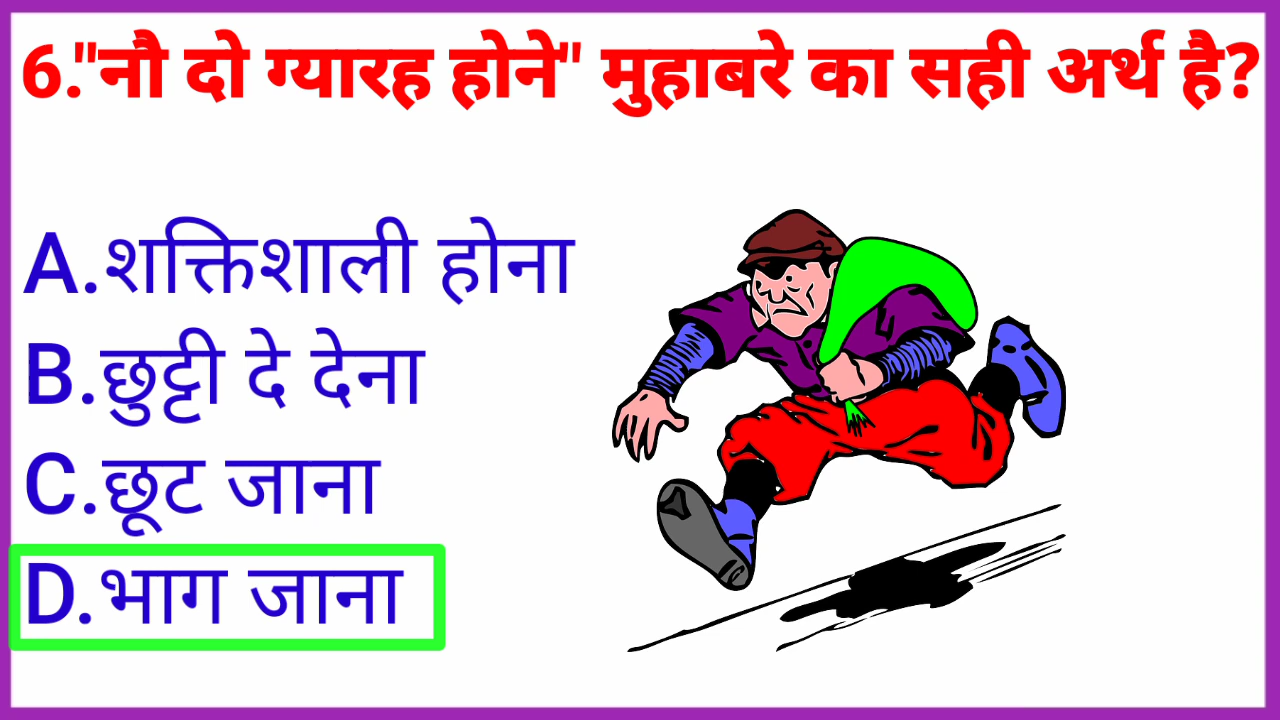 6."नौ दो ग्यारह होने" मुहाबरे का सही अर्थ है?
A.शक्तिशाली होना
B.छुट्टी दे देना
C.छूट जाना
D.भाग जाना